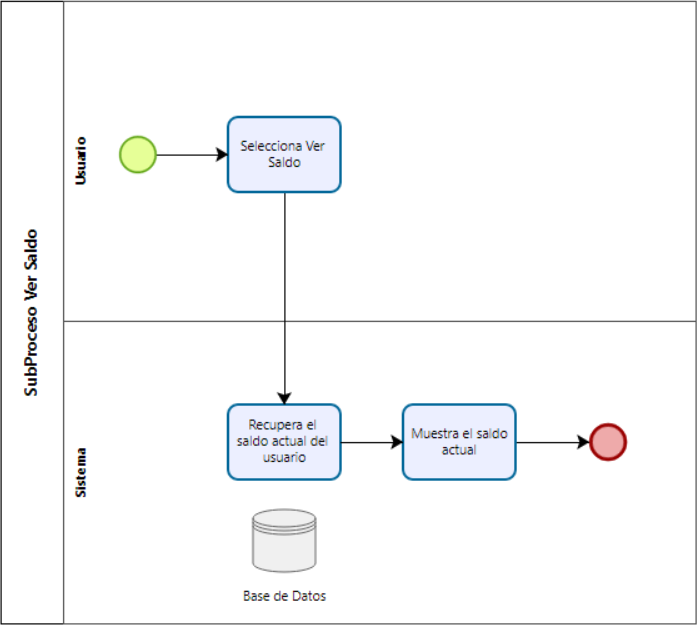 SubProceso Ver Saldo
Usuario
Selecciona Ver
Saldo
Sistema
Recupera el
saldo actual del
usuario
Muestra el saldo
actual
Base de Datos